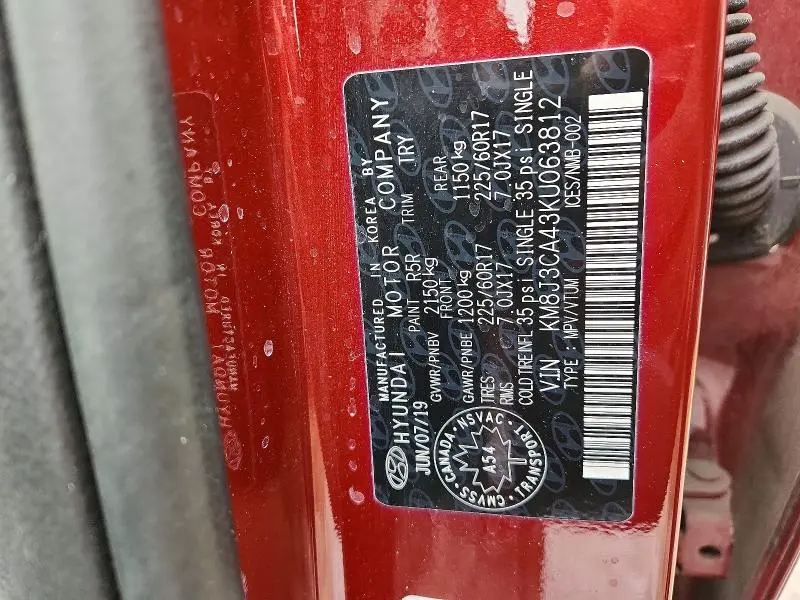 MANUFACTURED IN KOREA BY
HYUNDAI MOTOR COMPANY
JUN/07/19 PAINT R5R TRIM TRY
GVWR/PNBV 2150kg
FRONT REAR
GAWR/PNBE 1200kg 1150kg
TIRES 225/60R17 225/60R17
RIMS 7.0JX17 7.0JX17
COLD TIRE INFL 35 psi SINGLE 35 psi SINGLE
VIN KM8J3CA43KU063812
TYPE : MPV/VTUM ICES/NMB-002
CMVSS · CANADA · NSVAC · TRANSPORT ·
A54